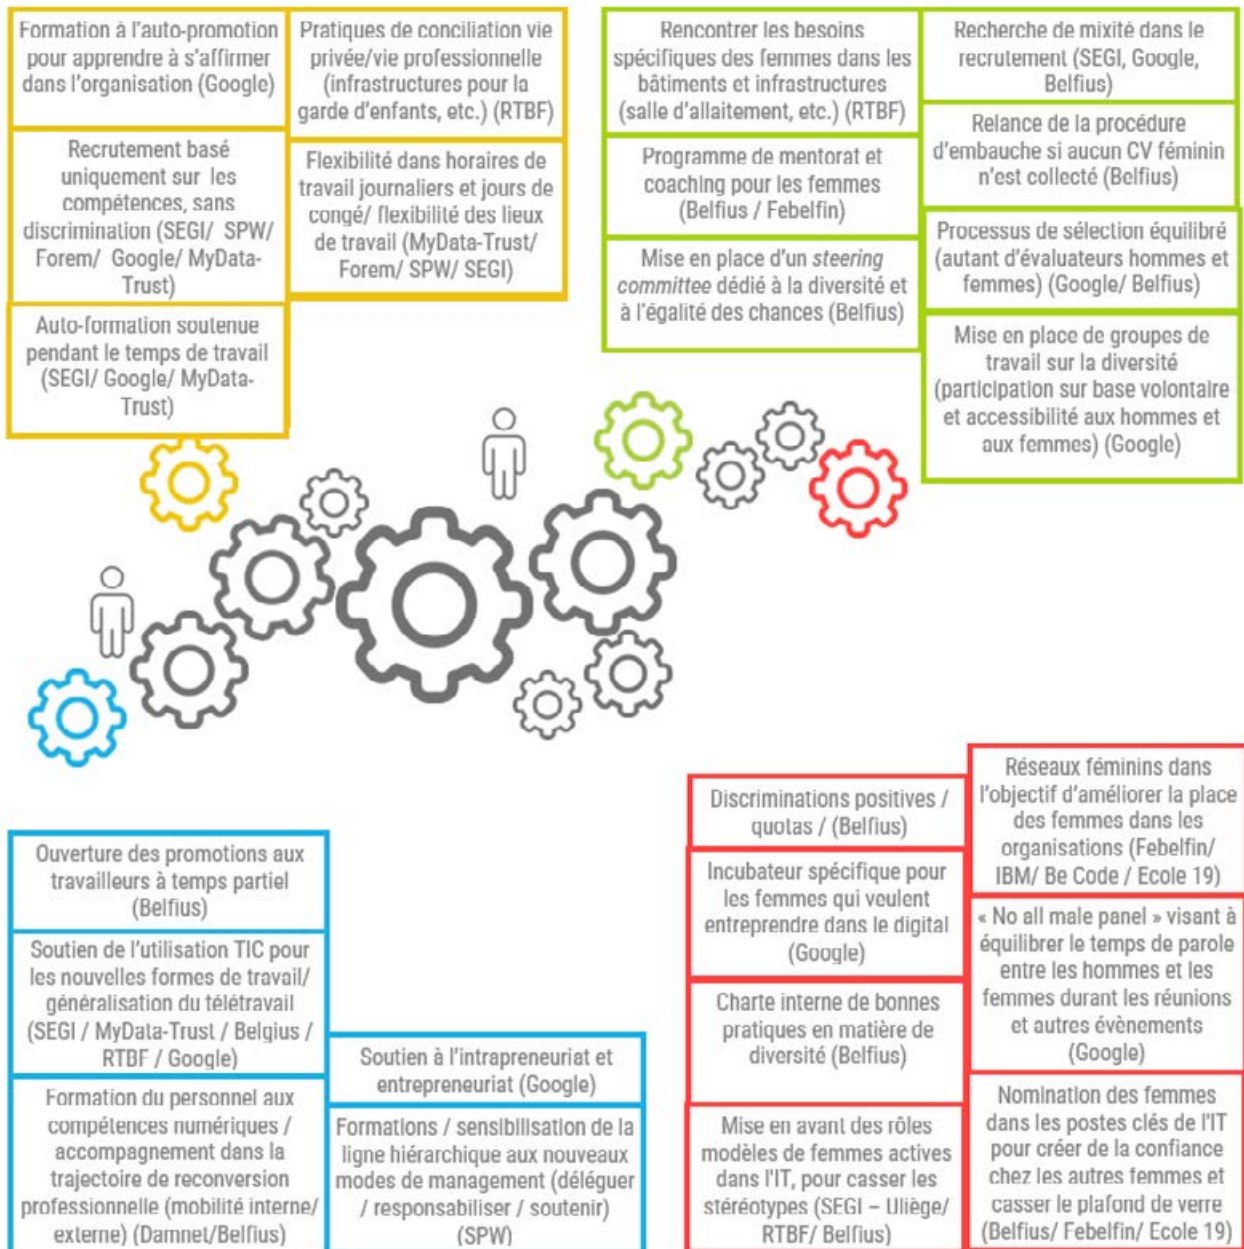 Formation à l'auto-promotion
pour apprendre à s'affirmer
dans l'organisation (Google)
Recrutement basé
uniquement sur les
compétences, sans
discrimination (SEGI/ SPW/
Forem/ Google/ MyData-
Trust)
Auto-formation soutenue
pendant le temps de travail
(SEGI/ Google/ MyData-
Trust)
Pratiques de conciliation vie
privée/vie professionnelle
(infrastructures pour la
garde d'enfants, etc.) (RTBF)
Flexibilité dans horaires de
travail journaliers et jours de
congé/ flexibilité des lieux
de travail (MyData-Trust/
Forem/ SPW/ SEGI)
Rencontrer les besoins
spécifiques des femmes dans les
bâtiments et infrastructures
(salle d'allaitement, etc.) (RTBF)
Programme de mentorat et
coaching pour les femmes
(Belfius / Febelfin)
Mise en place d'un steering
committee dédié à la diversité et
à l'égalité des chances (Belfius)
Recherche de mixité dans le
recrutement (SEGI, Google,
Belfius)
Relance de la procédure
d'embauche si aucun CV féminin
n'est collecté (Belfius)
Processus de sélection équilibré
(autant d'évaluateurs hommes et
femmes) (Google/ Belfius)
Mise en place de groupes de
travail sur la diversité
(participation sur base volontaire
et accessibilité aux hommes et
aux femmes) (Google)
Ouverture des promotions aux
travailleurs à temps partiel
(Belfius)
Soutien de l'utilisation TIC pour
les nouvelles formes de travail/
généralisation du télétravail
(SEGI / MyData-Trust / Belgius /
RTBF / Google)
Formation du personnel aux
compétences numériques /
accompagnement dans la
trajectoire de reconversion
professionnelle (mobilité interne/
externe) (Damnet/Belfius)
Soutien à l'intrapreneuriat et
entrepreneuriat (Google)
Formations / sensibilisation de la
ligne hiérarchique aux nouveaux
modes de management (déléguer
/ responsabiliser / soutenir)
(SPW)
Discriminations positives /
quotas / (Belfius)
Incubateur spécifique pour
les femmes qui veulent
entreprendre dans le digital
(Google)
Charte interne de bonnes
pratiques en matière de
diversité (Belfius)
Mise en avant des rôles
modèles de femmes actives
dans l'IT, pour casser les
stéréotypes (SEGI – Uliège/
RTBF/ Belfius)
Réseaux féminins dans
l'objectif d'améliorer la place
des femmes dans les
organisations (Febelfin/
IBM/ Be Code / Ecole 19)
« No all male panel » visant à
équilibrer le temps de parole
entre les hommes et les
femmes durant les réunions
et autres évènements
(Google)
Nomination des femmes
dans les postes clés de l'IT
pour créer de la confiance
chez les autres femmes et
casser le plafond de verre
(Belfius/ Febelfin/ Ecole 19)